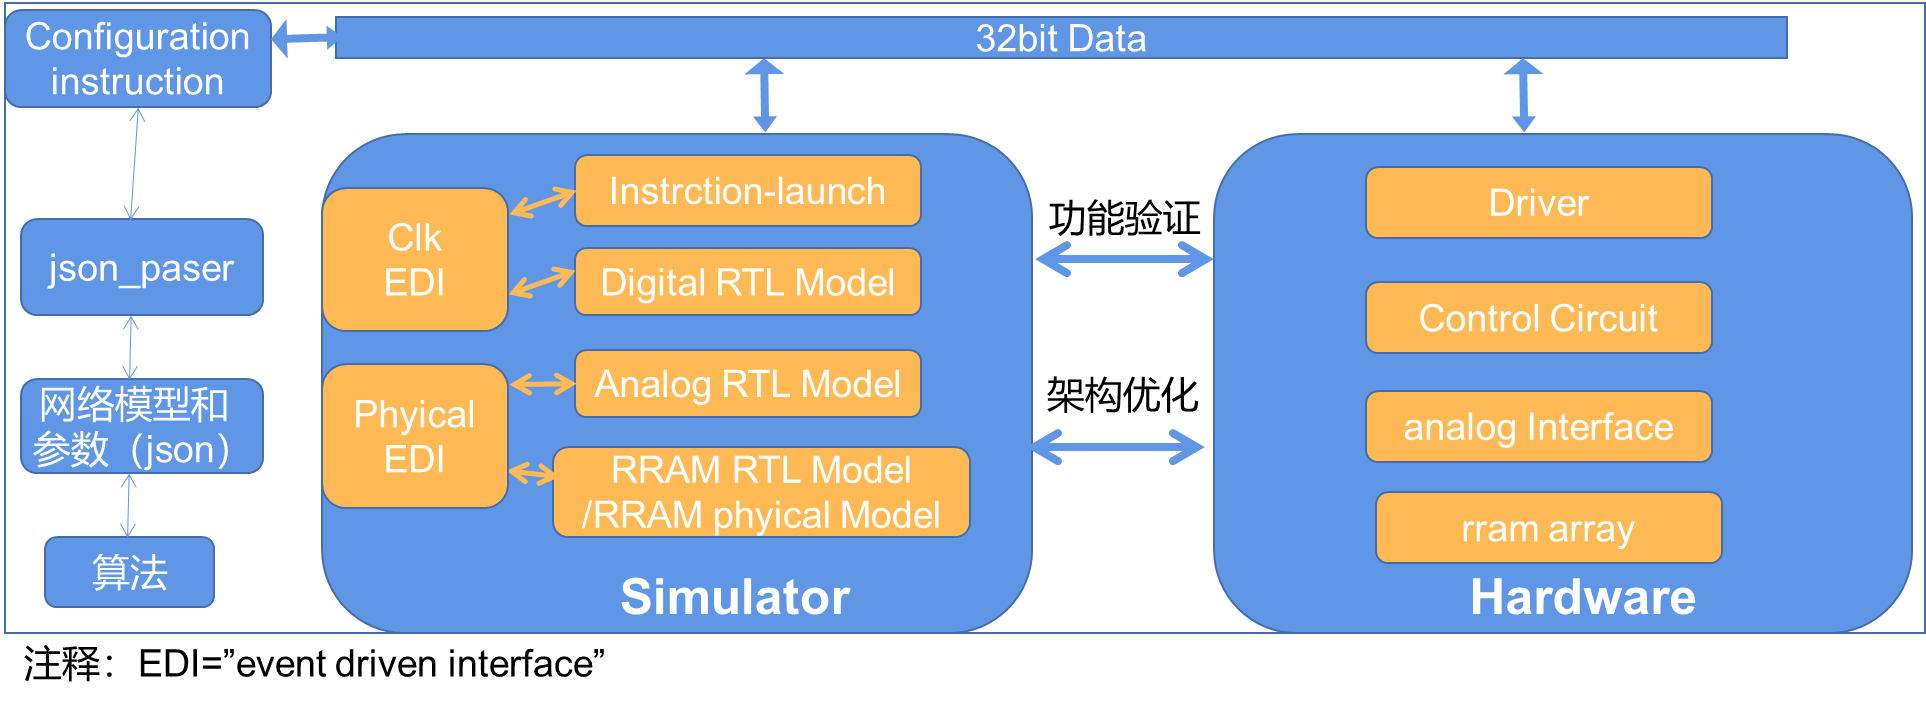 Configuration
instruction
32bit Data
json_paser
网络模型和
参数（json）
算法
Clk
EDI
Instrction-launch
Digital RTL Model
Phyical
EDI
Analog RTL Model
RRAM RTL Model
/RRAM phyical Model
Simulator
功能验证
架构优化
Driver
Control Circuit
analog Interface
rram array
Hardware
注释：EDI=”event driven interface”